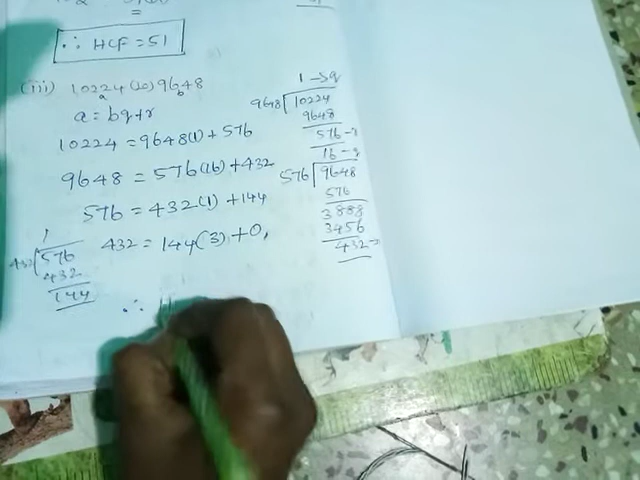 ∴ HCF = 51
(iii) 10224 9648
a b
a = bq+r
10224 = 9648(1) + 576
9648 = 576(16) + 432
576 = 432(1) + 144
432 = 144(3) + 0,
∴ H
1 - q
9648 10224
9648
576 - r
16 - q
576 9648
576
3888
3456
432
1
432 576
432
144